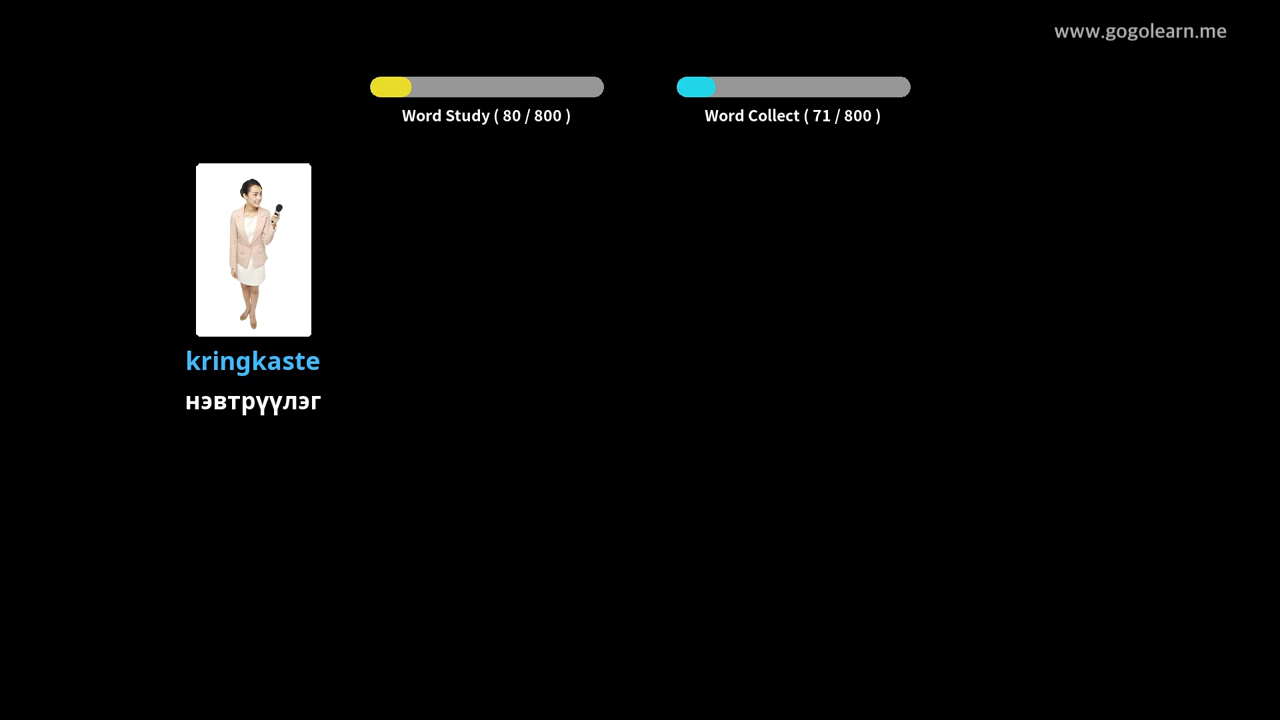 www.gogolearn.me
Word Study ( 80 / 800 )
Word Collect ( 71 / 800 )
kringkaste
нэвтрүүлэг